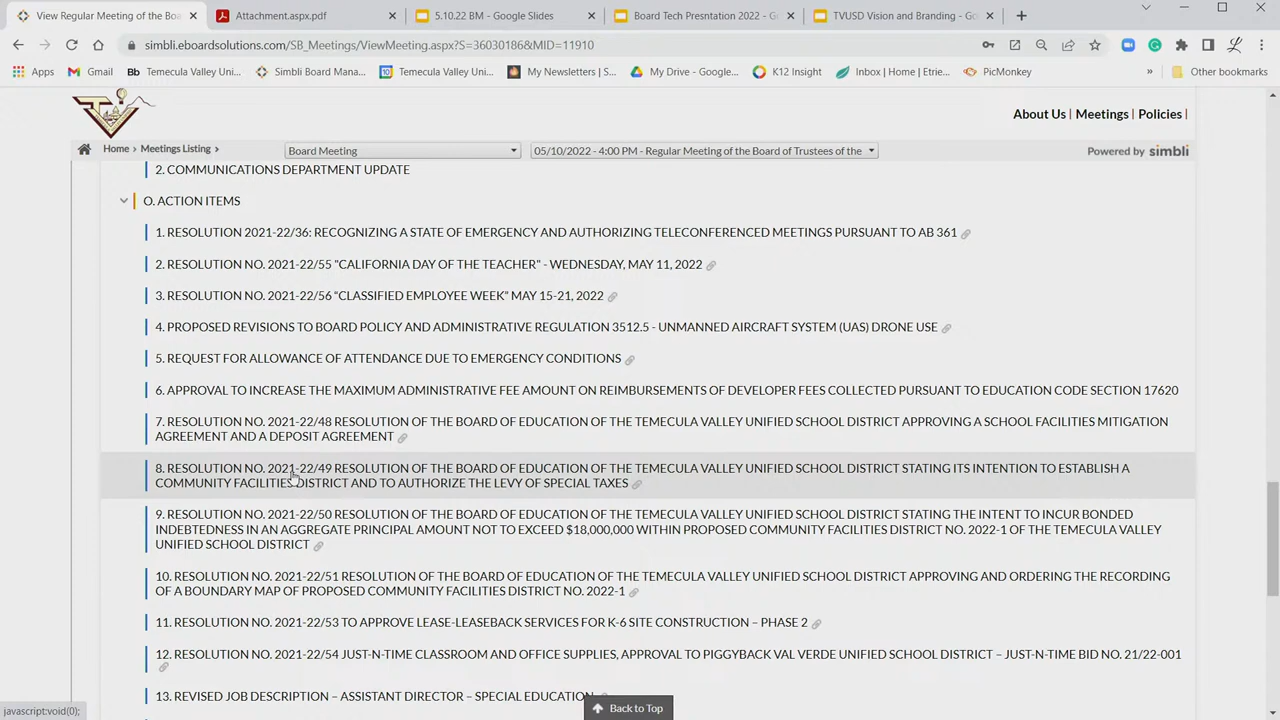 View Regular Meeting of the Boa
Attachment.aspx.pdf
5.10.22 BM - Google Slides
Board Tech Presntation 2022 - G
TVUSD Vision and Branding - Go
simbli.eboardsolutions.com/SB_Meetings/ViewMeeting.aspx?S=36030186&MID=11910
Apps
Gmail
Bb Temecula Valley Uni...
Simbli Board Mana...
Temecula Valley Uni...
My Newsletters | S...
My Drive - Google...
K12 Insight
Inbox | Home | Etrie...
PicMonkey
»
Other bookmarks
About Us | Meetings | Policies |
Home > Meetings Listing >
Board Meeting
05/10/2022 - 4:00 PM - Regular Meeting of the Board of Trustees of the
Powered by simbli
2. COMMUNICATIONS DEPARTMENT UPDATE
O. ACTION ITEMS
1. RESOLUTION 2021-22/36: RECOGNIZING A STATE OF EMERGENCY AND AUTHORIZING TELECONFERENCED MEETINGS PURSUANT TO AB 361
2. RESOLUTION NO. 2021-22/55 "CALIFORNIA DAY OF THE TEACHER" - WEDNESDAY, MAY 11, 2022
3. RESOLUTION NO. 2021-22/56 “CLASSIFIED EMPLOYEE WEEK” MAY 15-21, 2022
4. PROPOSED REVISIONS TO BOARD POLICY AND ADMINISTRATIVE REGULATION 3512.5 - UNMANNED AIRCRAFT SYSTEM (UAS) DRONE USE
5. REQUEST FOR ALLOWANCE OF ATTENDANCE DUE TO EMERGENCY CONDITIONS
6. APPROVAL TO INCREASE THE MAXIMUM ADMINISTRATIVE FEE AMOUNT ON REIMBURSEMENTS OF DEVELOPER FEES COLLECTED PURSUANT TO EDUCATION CODE SECTION 17620
7. RESOLUTION NO. 2021-22/48 RESOLUTION OF THE BOARD OF EDUCATION OF THE TEMECULA VALLEY UNIFIED SCHOOL DISTRICT APPROVING A SCHOOL FACILITIES MITIGATION
AGREEMENT AND A DEPOSIT AGREEMENT
8. RESOLUTION NO. 2021-22/49 RESOLUTION OF THE BOARD OF EDUCATION OF THE TEMECULA VALLEY UNIFIED SCHOOL DISTRICT STATING ITS INTENTION TO ESTABLISH A
COMMUNITY FACILITIES DISTRICT AND TO AUTHORIZE THE LEVY OF SPECIAL TAXES
9. RESOLUTION NO. 2021-22/50 RESOLUTION OF THE BOARD OF EDUCATION OF THE TEMECULA VALLEY UNIFIED SCHOOL DISTRICT STATING THE INTENT TO INCUR BONDED
INDEBTEDNESS IN AN AGGREGATE PRINCIPAL AMOUNT NOT TO EXCEED $18,000,000 WITHIN PROPOSED COMMUNITY FACILITIES DISTRICT NO. 2022-1 OF THE TEMECULA VALLEY
UNIFIED SCHOOL DISTRICT
10. RESOLUTION NO. 2021-22/51 RESOLUTION OF THE BOARD OF EDUCATION OF THE TEMECULA VALLEY UNIFIED SCHOOL DISTRICT APPROVING AND ORDERING THE RECORDING
OF A BOUNDARY MAP OF PROPOSED COMMUNITY FACILITIES DISTRICT NO. 2022-1
11. RESOLUTION NO. 2021-22/53 TO APPROVE LEASE-LEASEBACK SERVICES FOR K-6 SITE CONSTRUCTION – PHASE 2
12. RESOLUTION NO. 2021-22/54 JUST-N-TIME CLASSROOM AND OFFICE SUPPLIES, APPROVAL TO PIGGYBACK VAL VERDE UNIFIED SCHOOL DISTRICT – JUST-N-TIME BID NO. 21/22-001
13. REVISED JOB DESCRIPTION – ASSISTANT DIRECTOR – SPECIAL EDUCATION
Back to Top
javascript:void(0);